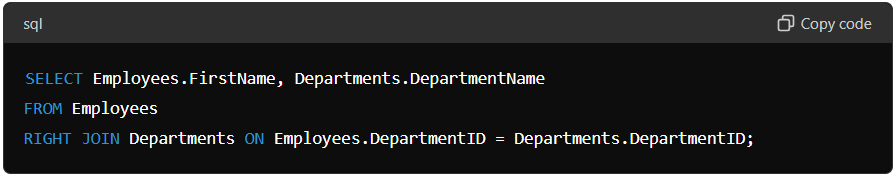 sql
Copy code
SELECT Employees.FirstName, Departments.DepartmentName
FROM Employees
RIGHT JOIN Departments ON Employees.DepartmentID = Departments.DepartmentID;